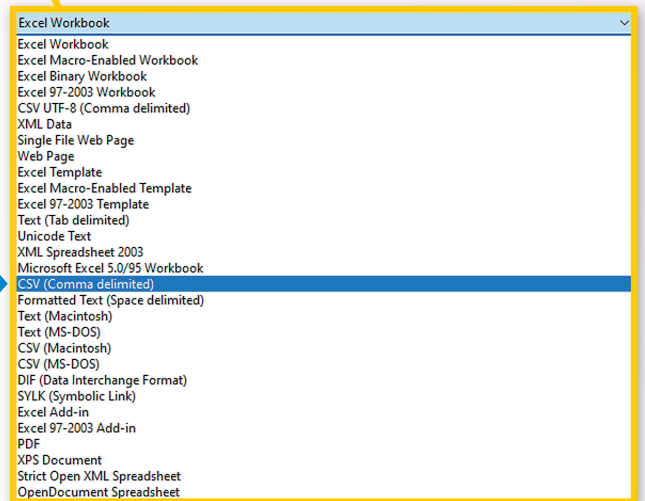 Excel Workbook
Excel Workbook
Excel Macro-Enabled Workbook
Excel Binary Workbook
Excel 97-2003 Workbook
CSV UTF-8 (Comma delimited)
XML Data
Single File Web Page
Web Page
Excel Template
Excel Macro-Enabled Template
Excel 97-2003 Template
Text (Tab delimited)
Unicode Text
XML Spreadsheet 2003
Microsoft Excel 5.0/95 Workbook
CSV (Comma delimited)
Formatted Text (Space delimited)
Text (Macintosh)
Text (MS-DOS)
CSV (Macintosh)
CSV (MS-DOS)
DIF (Data Interchange Format)
SYLK (Symbolic Link)
Excel Add-in
Excel 97-2003 Add-in
PDF
XPS Document
Strict Open XML Spreadsheet
OpenDocument Spreadsheet